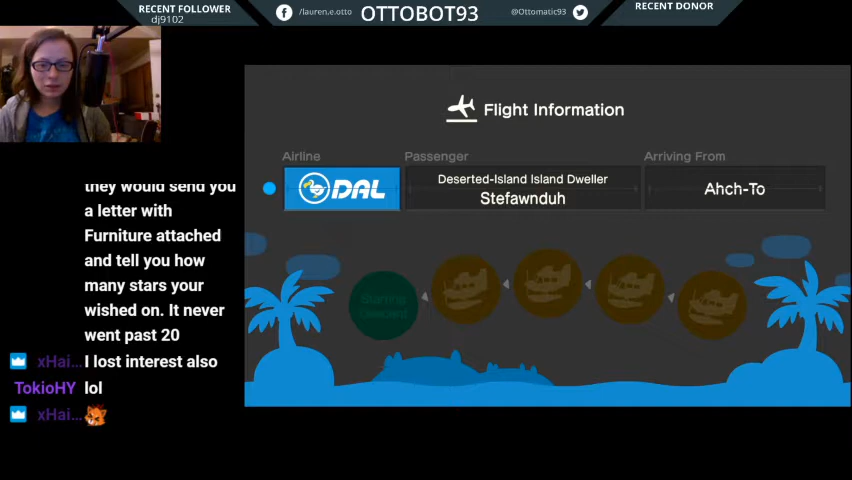 RECENT FOLLOWER
dj9102
/lauren.e.otto
OTTOBOT93
@Ottomatic93
RECENT DONOR
Flight Information
Airline
Passenger
Arriving From
DAL
Deserted-Island Island Dweller
Stefawnduh
Ahch-To
Starting
Descent
they would send you
a letter with
Furniture attached
and tell you how
many stars your
wished on. It never
went past 20
xHai... I lost interest also
TokioHY lol
xHai...